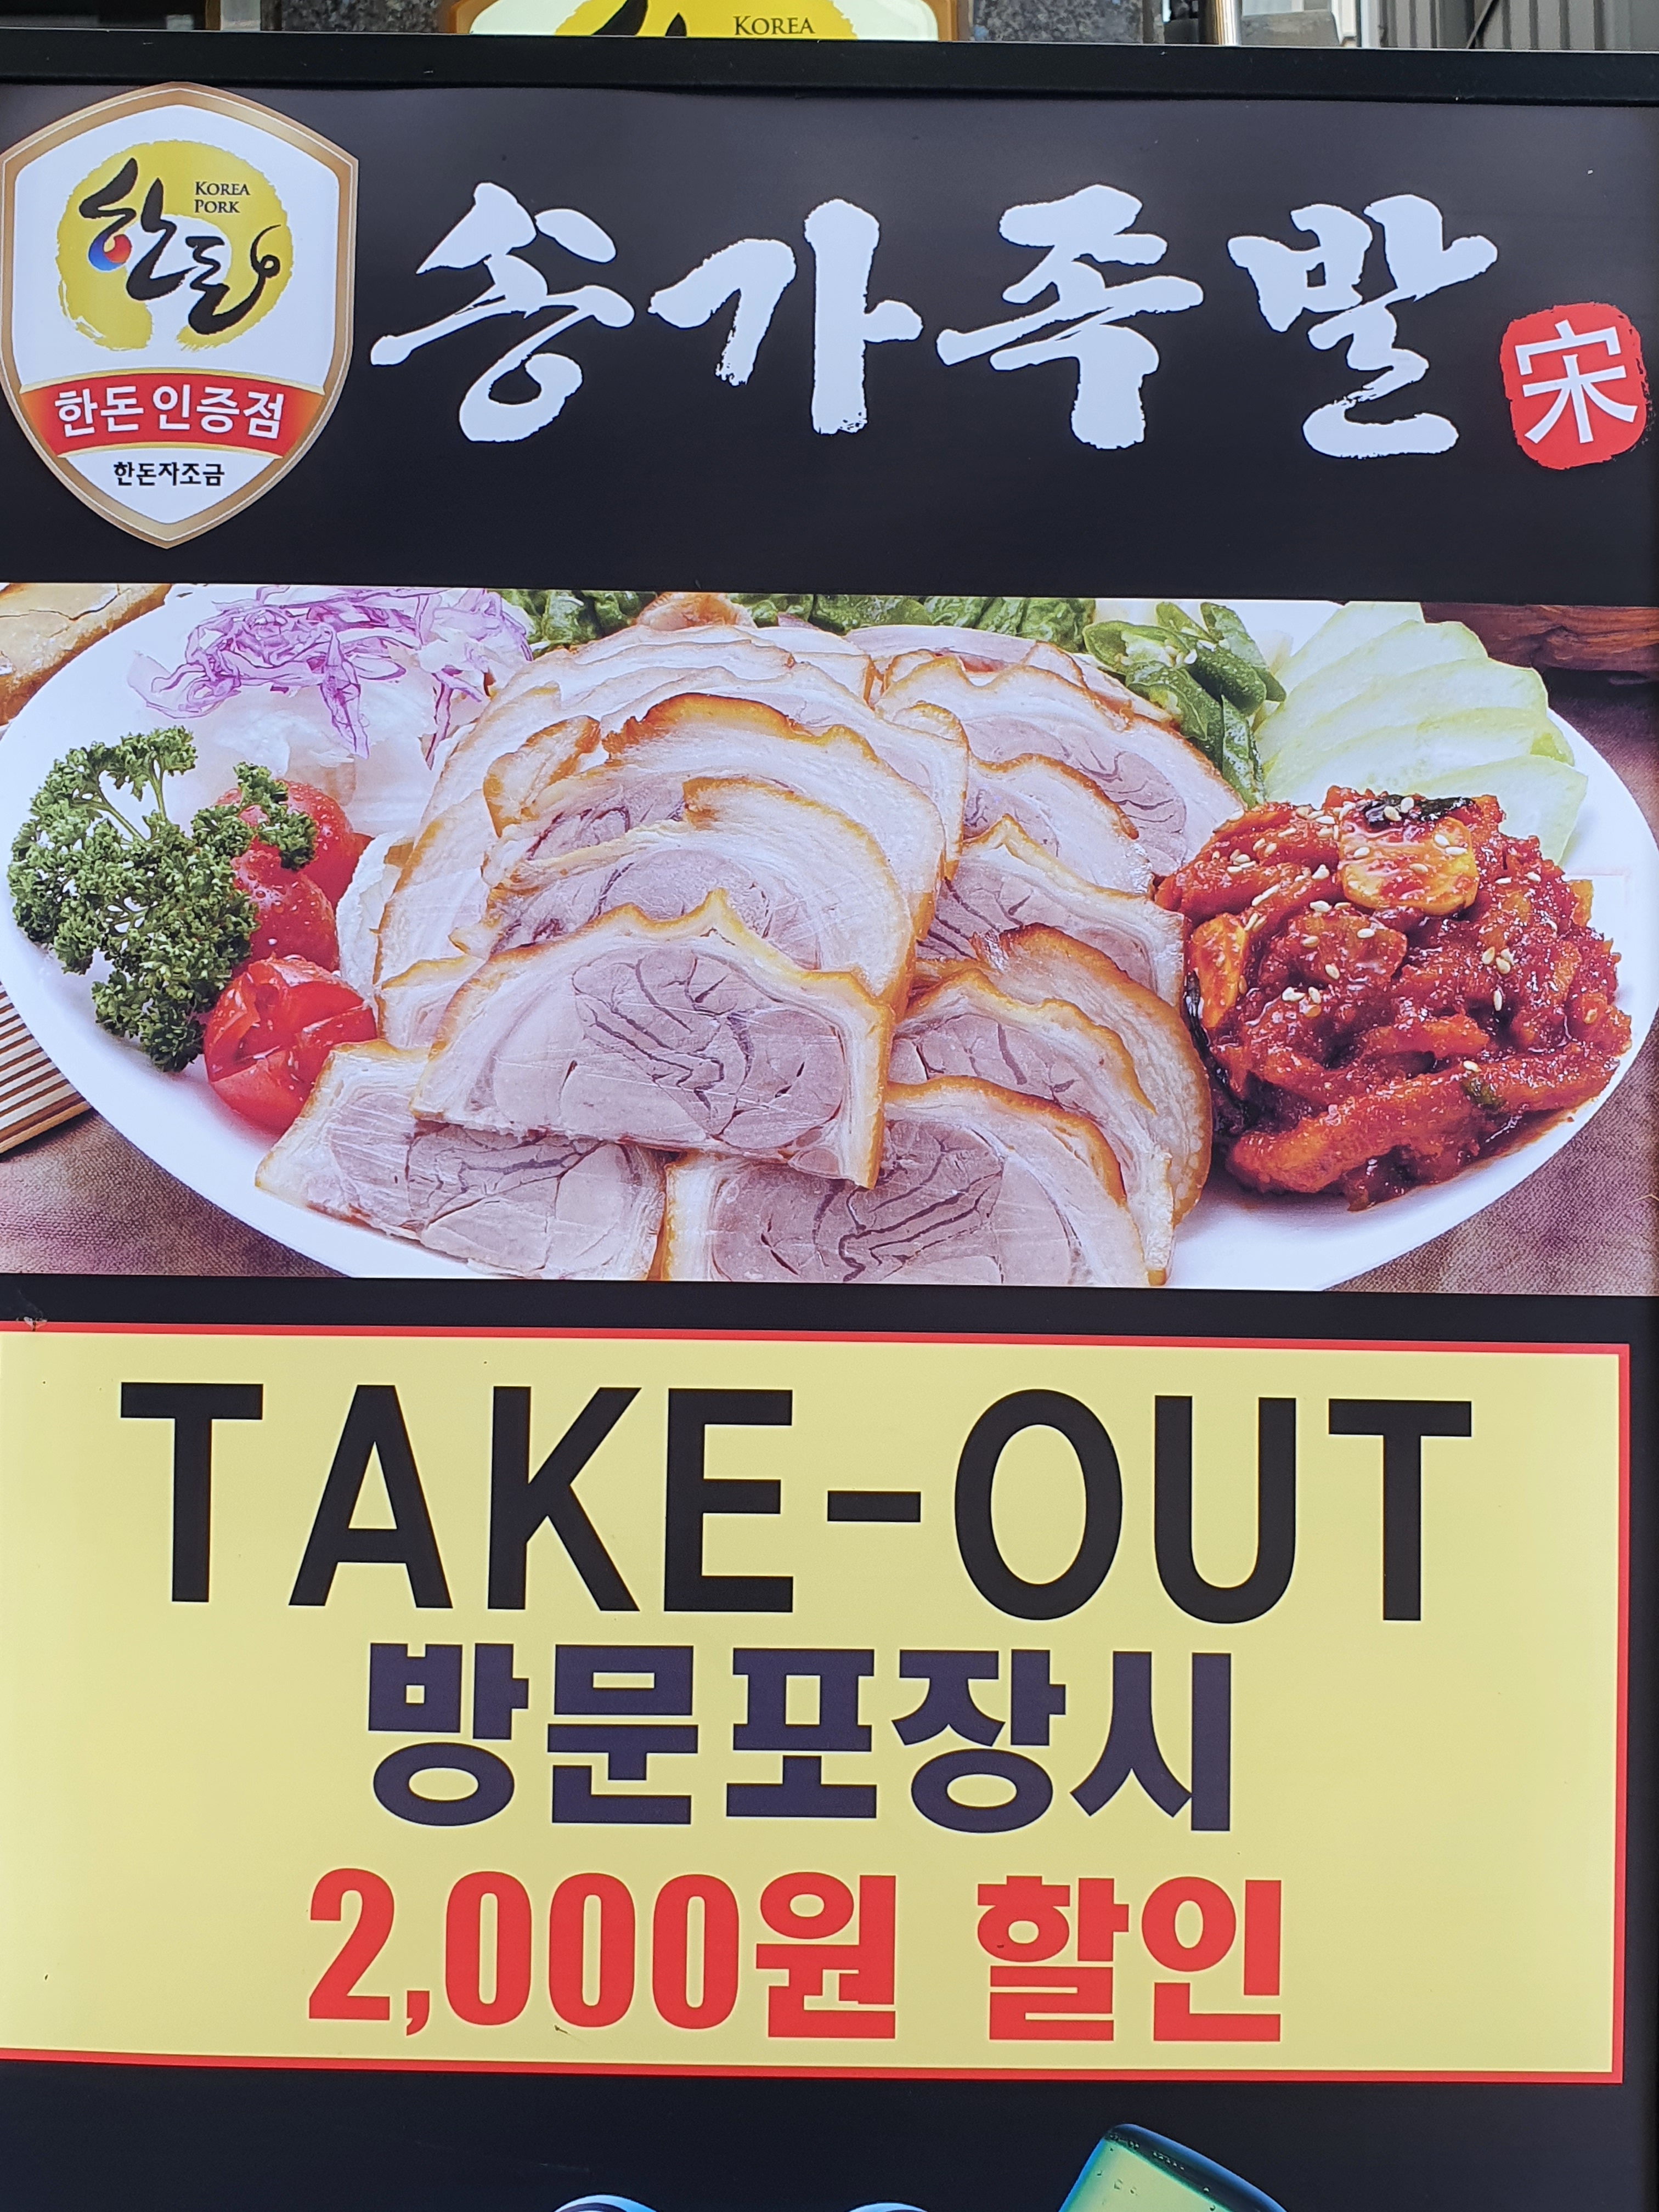 KOREA
한돈
KOREA
PORK
한돈인증점
한돈자조금
송가족발
宋
TAKE-OUT
방문포장시
2,000원 할인